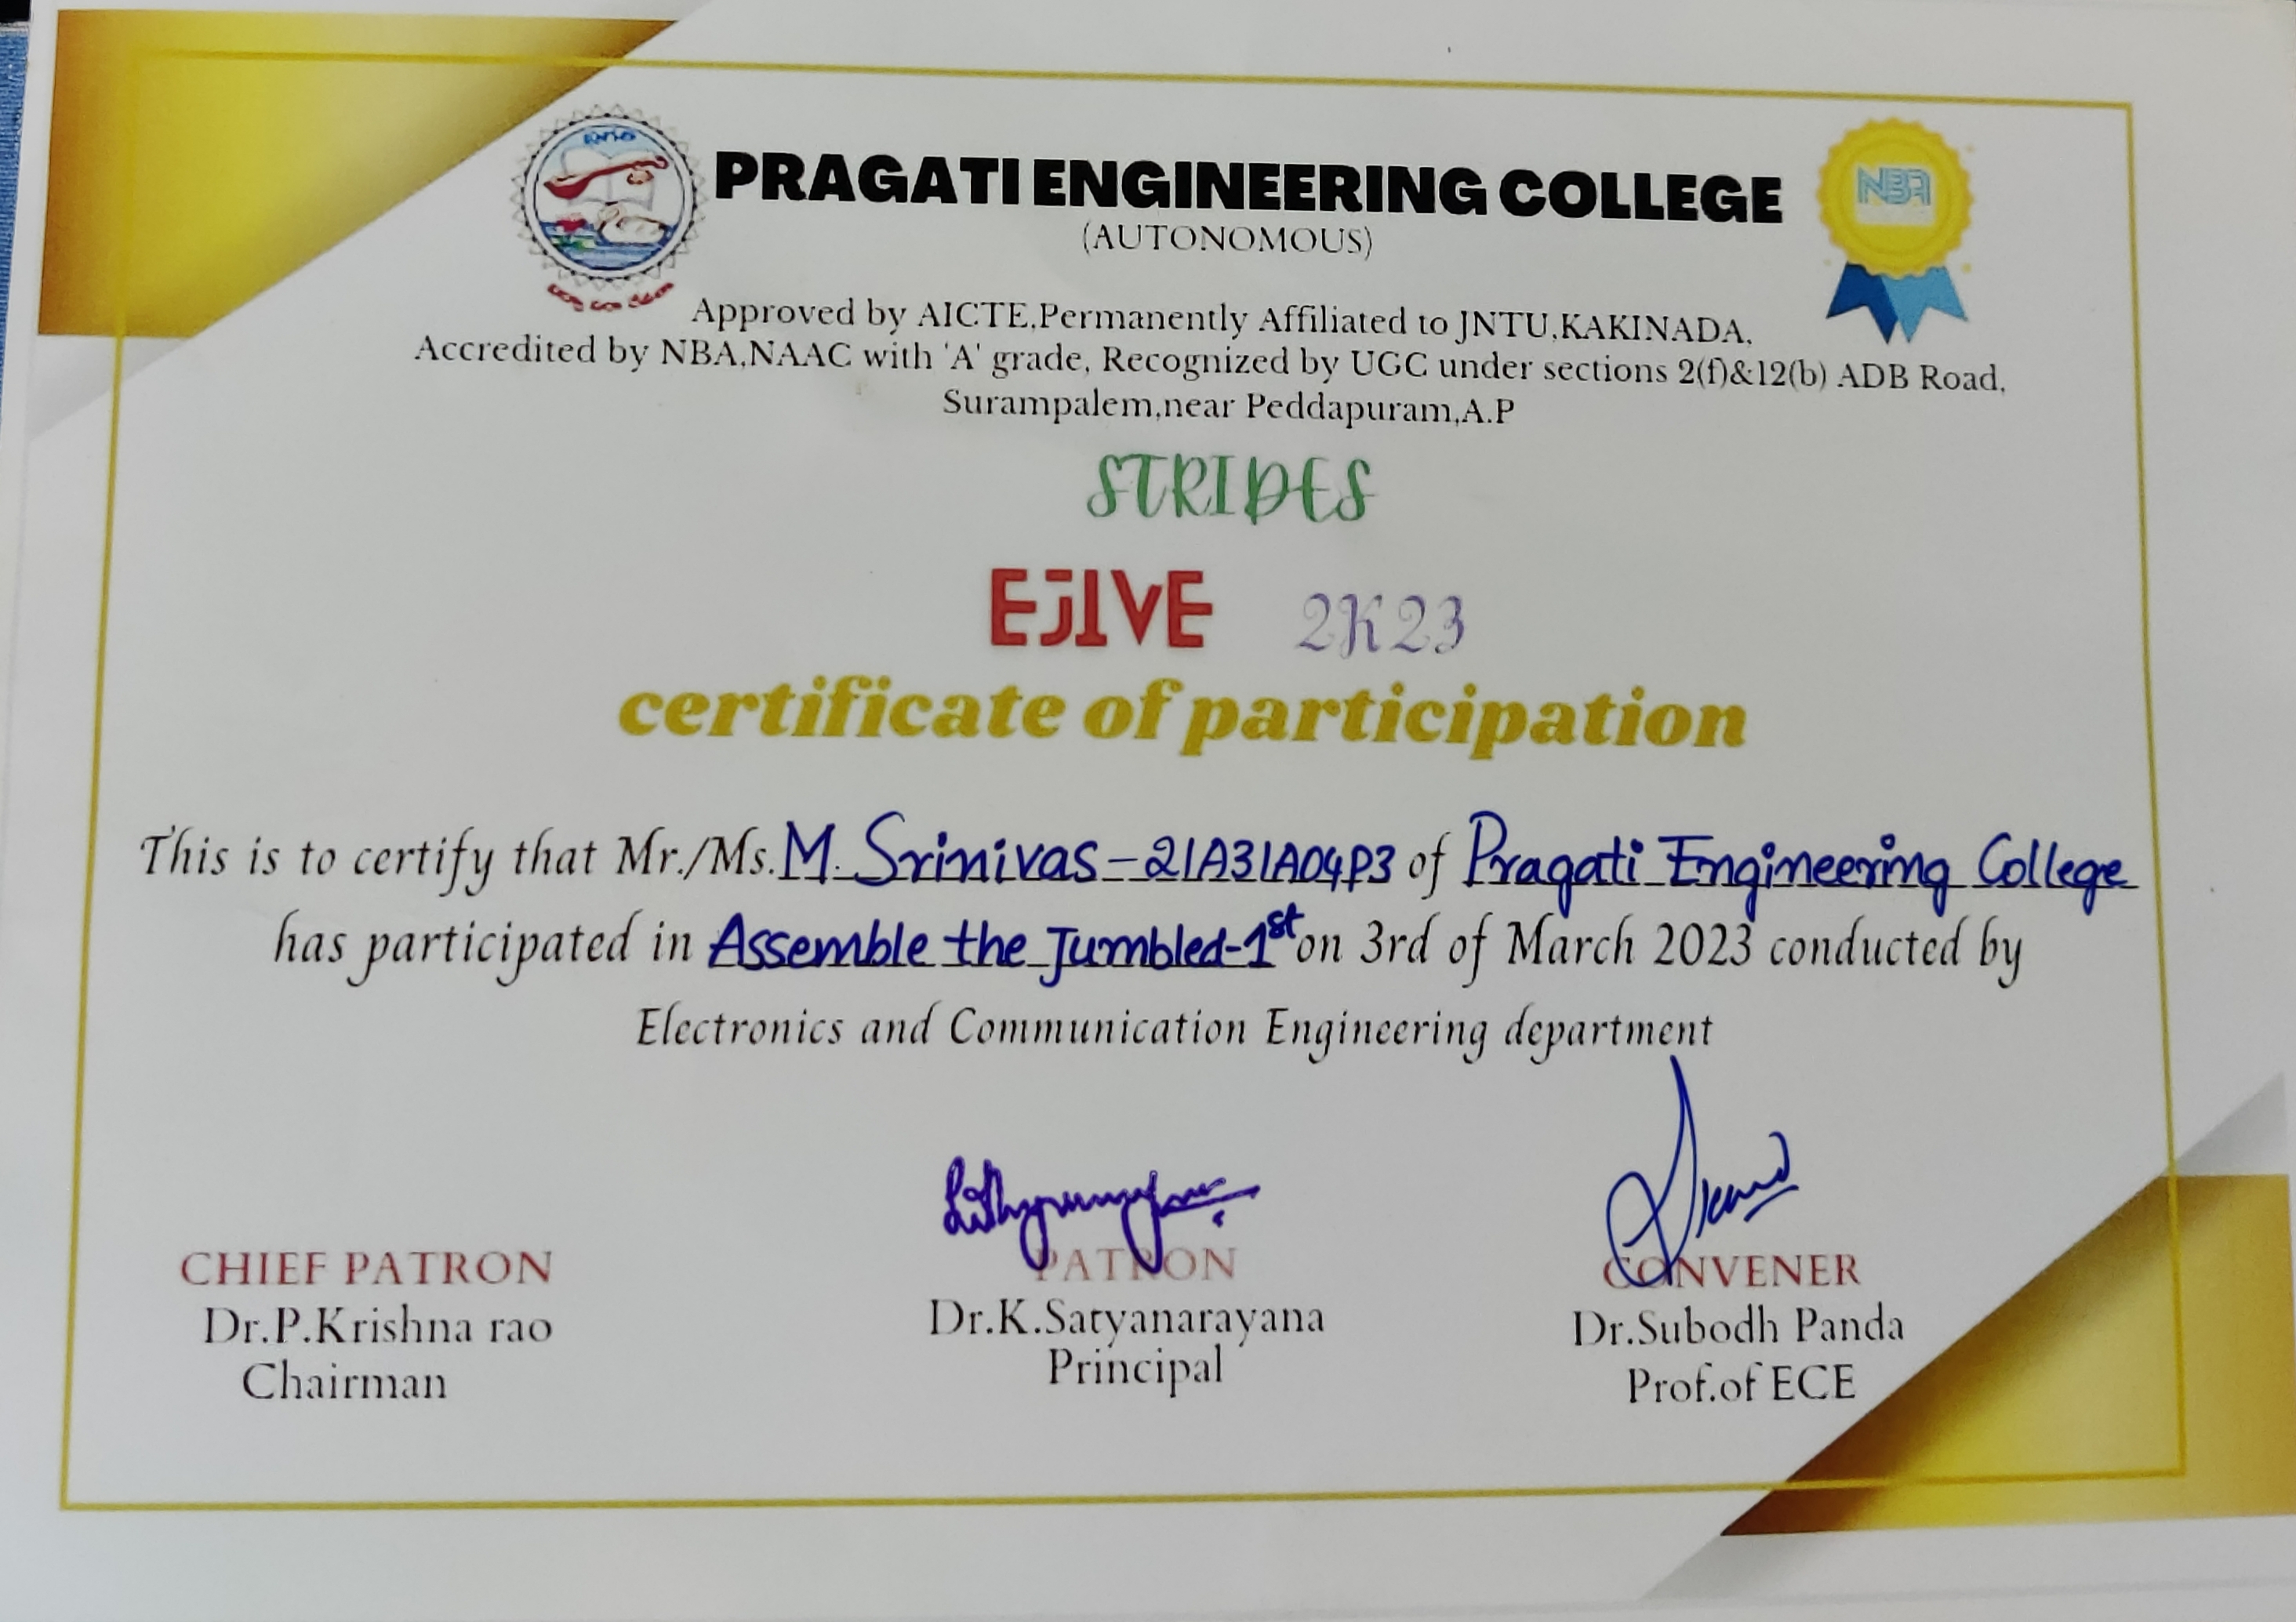 PRAGATI ENGINEERING COLLEGE
NBA
(AUTONOMOUS)
Approved by AICTE,Permanently Affiliated to JNTU,KAKINADA,
Accredited by NBA,NAAC with 'A' grade, Recognized by UGC under sections 2(f)&12(b) ADB Road,
Surampalem,near Peddapuram,A.P
STRIDES
EJIVE 2K23
certificate of participation
This is to certify that Mr./Ms. M. Srinivas-21A31A04P3 of Pragati Engineering College
has participated in Assemble the Jumbled-1st on 3rd of March 2023 conducted by
Electronics and Communication Engineering department
CHIEF PATRON
Dr.P.Krishna rao
Chairman
PATRON
Dr.K.Satyanarayana
Principal
CONVENER
Dr.Subodh Panda
Prof.of ECE